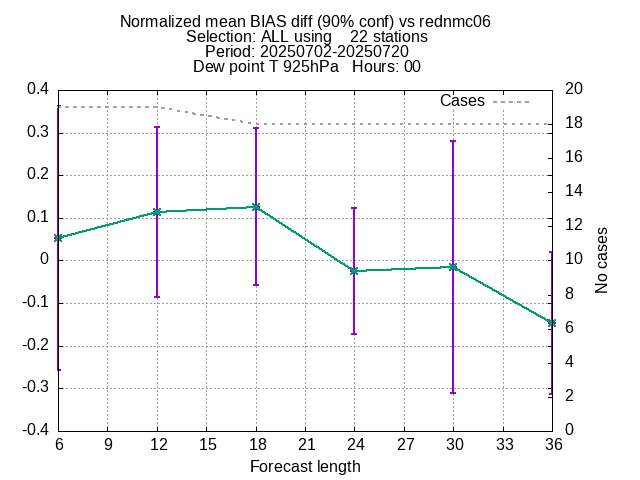 Normalized mean BIAS diff (90% conf) vs rednmc06
Selection: ALL using    22 stations
Period: 20250702-20250720
Dew point T 925hPa   Hours: 00
Cases
0.4
0.3
0.2
0.1
0
-0.1
-0.2
-0.3
-0.4
20
18
16
14
12
10
8
6
4
2
0
No cases
6 9 12 15 18 21 24 27 30 33 36
Forecast length